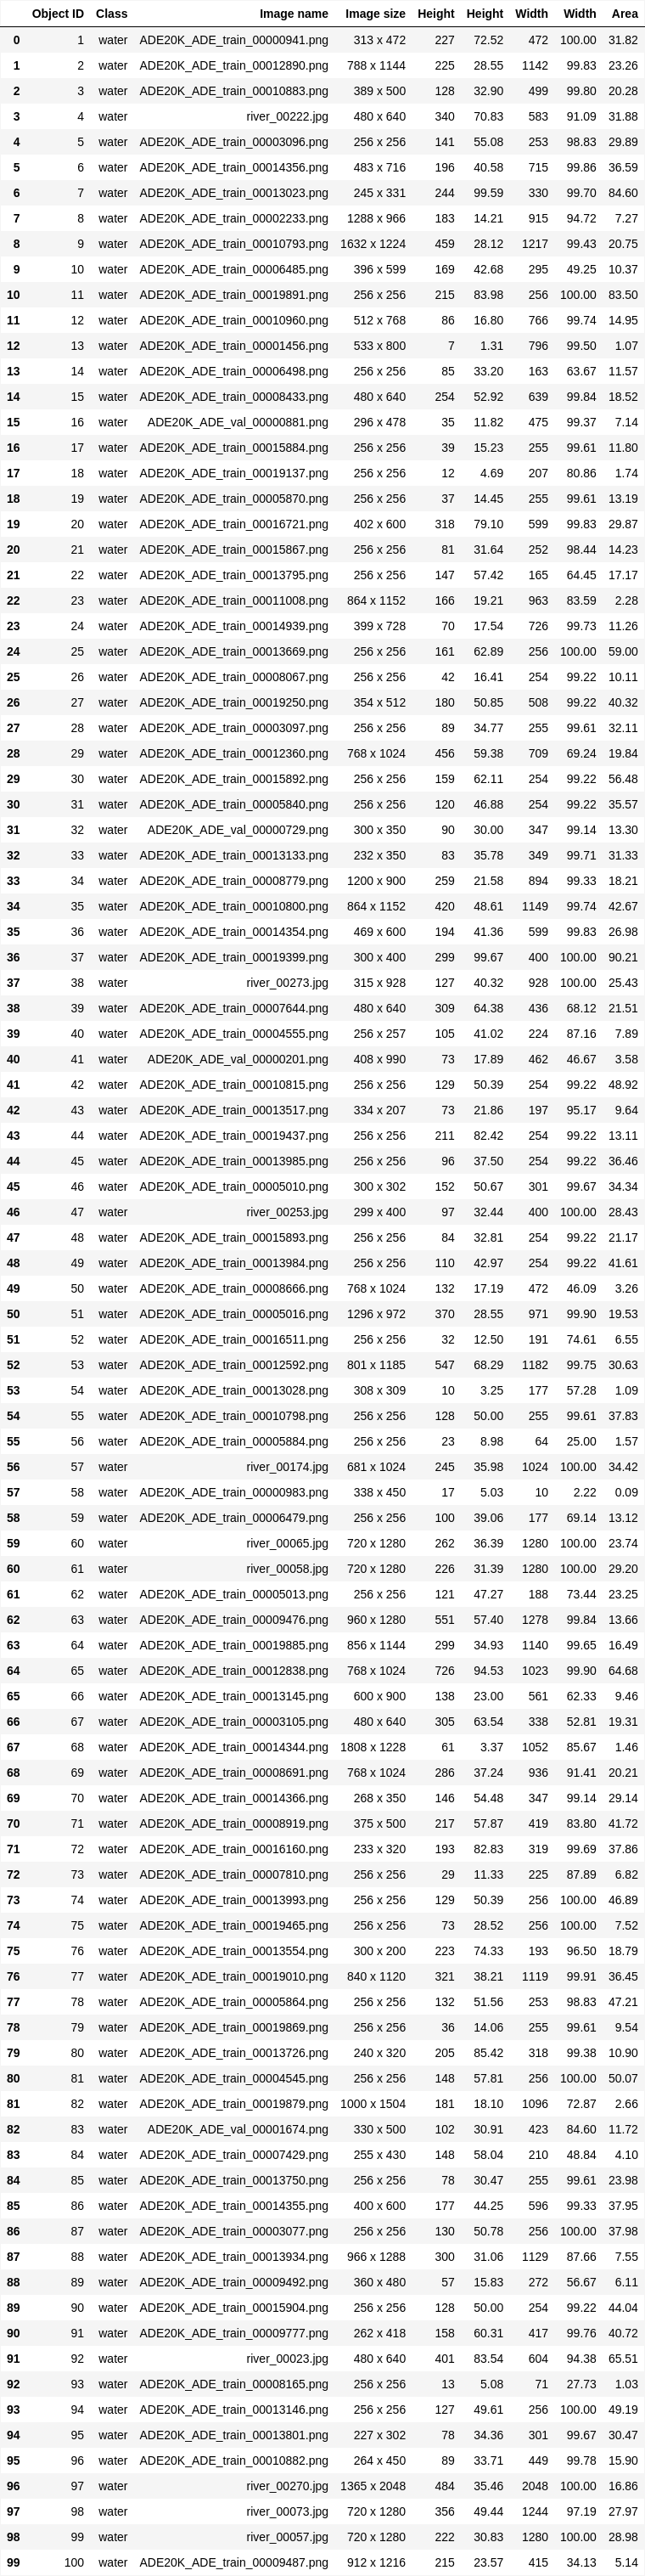 Object ID Class Image name Image size Height Height Width Width Area
0 1 water ADE20K_ADE_train_00000941.png 313 x 472 227 72.52 472 100.00 31.82
1 2 water ADE20K_ADE_train_00012890.png 788 x 1144 225 28.55 1142 99.83 23.26
2 3 water ADE20K_ADE_train_00010883.png 389 x 500 128 32.90 499 99.80 20.28
3 4 water river_00222.jpg 480 x 640 340 70.83 583 91.09 31.88
4 5 water ADE20K_ADE_train_00003096.png 256 x 256 141 55.08 253 98.83 29.89
5 6 water ADE20K_ADE_train_00014356.png 483 x 716 196 40.58 715 99.86 36.59
6 7 water ADE20K_ADE_train_00013023.png 245 x 331 244 99.59 330 99.70 84.60
7 8 water ADE20K_ADE_train_00002233.png 1288 x 966 183 14.21 915 94.72 7.27
8 9 water ADE20K_ADE_train_00010793.png 1632 x 1224 459 28.12 1217 99.43 20.75
9 10 water ADE20K_ADE_train_00006485.png 396 x 599 169 42.68 295 49.25 10.37
10 11 water ADE20K_ADE_train_00019891.png 256 x 256 215 83.98 256 100.00 83.50
11 12 water ADE20K_ADE_train_00010960.png 512 x 768 86 16.80 766 99.74 14.95
12 13 water ADE20K_ADE_train_00001456.png 533 x 800 7 1.31 796 99.50 1.07
13 14 water ADE20K_ADE_train_00006498.png 256 x 256 85 33.20 163 63.67 11.57
14 15 water ADE20K_ADE_train_00008433.png 480 x 640 254 52.92 639 99.84 18.52
15 16 water ADE20K_ADE_val_00000881.png 296 x 478 35 11.82 475 99.37 7.14
16 17 water ADE20K_ADE_train_00015884.png 256 x 256 39 15.23 255 99.61 11.80
17 18 water ADE20K_ADE_train_00019137.png 256 x 256 12 4.69 207 80.86 1.74
18 19 water ADE20K_ADE_train_00005870.png 256 x 256 37 14.45 255 99.61 13.19
19 20 water ADE20K_ADE_train_00016721.png 402 x 600 318 79.10 599 99.83 29.87
20 21 water ADE20K_ADE_train_00015867.png 256 x 256 81 31.64 252 98.44 14.23
21 22 water ADE20K_ADE_train_00013795.png 256 x 256 147 57.42 165 64.45 17.17
22 23 water ADE20K_ADE_train_00011008.png 864 x 1152 166 19.21 963 83.59 2.28
23 24 water ADE20K_ADE_train_00014939.png 399 x 728 70 17.54 726 99.73 11.26
24 25 water ADE20K_ADE_train_00013669.png 256 x 256 161 62.89 256 100.00 59.00
25 26 water ADE20K_ADE_train_00008067.png 256 x 256 42 16.41 254 99.22 10.11
26 27 water ADE20K_ADE_train_00019250.png 354 x 512 180 50.85 508 99.22 40.32
27 28 water ADE20K_ADE_train_00003097.png 256 x 256 89 34.77 255 99.61 32.11
28 29 water ADE20K_ADE_train_00012360.png 768 x 1024 456 59.38 709 69.24 19.84
29 30 water ADE20K_ADE_train_00015892.png 256 x 256 159 62.11 254 99.22 56.48
30 31 water ADE20K_ADE_train_00005840.png 256 x 256 120 46.88 254 99.22 35.57
31 32 water ADE20K_ADE_val_00000729.png 300 x 350 90 30.00 347 99.14 13.30
32 33 water ADE20K_ADE_train_00013133.png 232 x 350 83 35.78 349 99.71 31.33
33 34 water ADE20K_ADE_train_00008779.png 1200 x 900 259 21.58 894 99.33 18.21
34 35 water ADE20K_ADE_train_00010800.png 864 x 1152 420 48.61 1149 99.74 42.67
35 36 water ADE20K_ADE_train_00014354.png 469 x 600 194 41.36 599 99.83 26.98
36 37 water ADE20K_ADE_train_00019399.png 300 x 400 299 99.67 400 100.00 90.21
37 38 water river_00273.jpg 315 x 928 127 40.32 928 100.00 25.43
38 39 water ADE20K_ADE_train_00007644.png 480 x 640 309 64.38 436 68.12 21.51
39 40 water ADE20K_ADE_train_00004555.png 256 x 257 105 41.02 224 87.16 7.89
40 41 water ADE20K_ADE_val_00000201.png 408 x 990 73 17.89 462 46.67 3.58
41 42 water ADE20K_ADE_train_00010815.png 256 x 256 129 50.39 254 99.22 48.92
42 43 water ADE20K_ADE_train_00013517.png 334 x 207 73 21.86 197 95.17 9.64
43 44 water ADE20K_ADE_train_00019437.png 256 x 256 211 82.42 254 99.22 13.11
44 45 water ADE20K_ADE_train_00013985.png 256 x 256 96 37.50 254 99.22 36.46
45 46 water ADE20K_ADE_train_00005010.png 300 x 302 152 50.67 301 99.67 34.34
46 47 water river_00253.jpg 299 x 400 97 32.44 400 100.00 28.43
47 48 water ADE20K_ADE_train_00015893.png 256 x 256 84 32.81 254 99.22 21.17
48 49 water ADE20K_ADE_train_00013984.png 256 x 256 110 42.97 254 99.22 41.61
49 50 water ADE20K_ADE_train_00008666.png 768 x 1024 132 17.19 472 46.09 3.26
50 51 water ADE20K_ADE_train_00005016.png 1296 x 972 370 28.55 971 99.90 19.53
51 52 water ADE20K_ADE_train_00016511.png 256 x 256 32 12.50 191 74.61 6.55
52 53 water ADE20K_ADE_train_00012592.png 801 x 1185 547 68.29 1182 99.75 30.63
53 54 water ADE20K_ADE_train_00013028.png 308 x 309 10 3.25 177 57.28 1.09
54 55 water ADE20K_ADE_train_00010798.png 256 x 256 128 50.00 255 99.61 37.83
55 56 water ADE20K_ADE_train_00005884.png 256 x 256 23 8.98 64 25.00 1.57
56 57 water river_00174.jpg 681 x 1024 245 35.98 1024 100.00 34.42
57 58 water ADE20K_ADE_train_00000983.png 338 x 450 17 5.03 10 2.22 0.09
58 59 water ADE20K_ADE_train_00006479.png 256 x 256 100 39.06 177 69.14 13.12
59 60 water river_00065.jpg 720 x 1280 262 36.39 1280 100.00 23.74
60 61 water river_00058.jpg 720 x 1280 226 31.39 1280 100.00 29.20
61 62 water ADE20K_ADE_train_00005013.png 256 x 256 121 47.27 188 73.44 23.25
62 63 water ADE20K_ADE_train_00009476.png 960 x 1280 551 57.40 1278 99.84 13.66
63 64 water ADE20K_ADE_train_00019885.png 856 x 1144 299 34.93 1140 99.65 16.49
64 65 water ADE20K_ADE_train_00012838.png 768 x 1024 726 94.53 1023 99.90 64.68
65 66 water ADE20K_ADE_train_00013145.png 600 x 900 138 23.00 561 62.33 9.46
66 67 water ADE20K_ADE_train_00003105.png 480 x 640 305 63.54 338 52.81 19.31
67 68 water ADE20K_ADE_train_00014344.png 1808 x 1228 61 3.37 1052 85.67 1.46
68 69 water ADE20K_ADE_train_00008691.png 768 x 1024 286 37.24 936 91.41 20.21
69 70 water ADE20K_ADE_train_00014366.png 268 x 350 146 54.48 347 99.14 29.14
70 71 water ADE20K_ADE_train_00008919.png 375 x 500 217 57.87 419 83.80 41.72
71 72 water ADE20K_ADE_train_00016160.png 233 x 320 193 82.83 319 99.69 37.86
72 73 water ADE20K_ADE_train_00007810.png 256 x 256 29 11.33 225 87.89 6.82
73 74 water ADE20K_ADE_train_00013993.png 256 x 256 129 50.39 256 100.00 46.89
74 75 water ADE20K_ADE_train_00019465.png 256 x 256 73 28.52 256 100.00 7.52
75 76 water ADE20K_ADE_train_00013554.png 300 x 200 223 74.33 193 96.50 18.79
76 77 water ADE20K_ADE_train_00019010.png 840 x 1120 321 38.21 1119 99.91 36.45
77 78 water ADE20K_ADE_train_00005864.png 256 x 256 132 51.56 253 98.83 47.21
78 79 water ADE20K_ADE_train_00019869.png 256 x 256 36 14.06 255 99.61 9.54
79 80 water ADE20K_ADE_train_00013726.png 240 x 320 205 85.42 318 99.38 10.90
80 81 water ADE20K_ADE_train_00004545.png 256 x 256 148 57.81 256 100.00 50.07
81 82 water ADE20K_ADE_train_00019879.png 1000 x 1504 181 18.10 1096 72.87 2.66
82 83 water ADE20K_ADE_val_00001674.png 330 x 500 102 30.91 423 84.60 11.72
83 84 water ADE20K_ADE_train_00007429.png 255 x 430 148 58.04 210 48.84 4.10
84 85 water ADE20K_ADE_train_00013750.png 256 x 256 78 30.47 255 99.61 23.98
85 86 water ADE20K_ADE_train_00014355.png 400 x 600 177 44.25 596 99.33 37.95
86 87 water ADE20K_ADE_train_00003077.png 256 x 256 130 50.78 256 100.00 37.98
87 88 water ADE20K_ADE_train_00013934.png 966 x 1288 300 31.06 1129 87.66 7.55
88 89 water ADE20K_ADE_train_00009492.png 360 x 480 57 15.83 272 56.67 6.11
89 90 water ADE20K_ADE_train_00015904.png 256 x 256 128 50.00 254 99.22 44.04
90 91 water ADE20K_ADE_train_00009777.png 262 x 418 158 60.31 417 99.76 40.72
91 92 water river_00023.jpg 480 x 640 401 83.54 604 94.38 65.51
92 93 water ADE20K_ADE_train_00008165.png 256 x 256 13 5.08 71 27.73 1.03
93 94 water ADE20K_ADE_train_00013146.png 256 x 256 127 49.61 256 100.00 49.19
94 95 water ADE20K_ADE_train_00013801.png 227 x 302 78 34.36 301 99.67 30.47
95 96 water ADE20K_ADE_train_00010882.png 264 x 450 89 33.71 449 99.78 15.90
96 97 water river_00270.jpg 1365 x 2048 484 35.46 2048 100.00 16.86
97 98 water river_00073.jpg 720 x 1280 356 49.44 1244 97.19 27.97
98 99 water river_00057.jpg 720 x 1280 222 30.83 1280 100.00 28.98
99 100 water ADE20K_ADE_train_00009487.png 912 x 1216 215 23.57 415 34.13 5.14